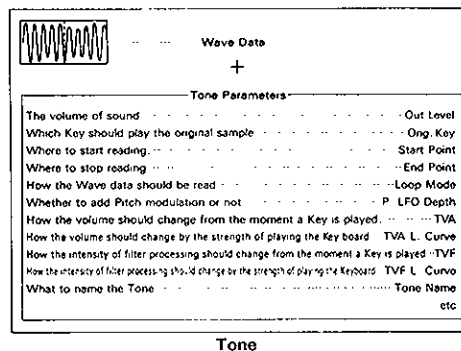 Wave Data
+
Tone Parameters
The volume of sound Out Level
Which Key should play the original sample Ong. Key
Where to start reading. Start Point
Where to stop reading End Point
How the Wave data should be read Loop Mode
Whether to add Pitch modulation or not P LFO Depth
How the volume should change from the moment a Key is played. TVA
How the volume should change by the strength of playing the Key board TVA L. Curve
How the intensity of filter processing should change from the moment a Key is played TVF
How the intensity of filter processing should change by the strength of playing the Keyboard TVF L Curvo
What to name the Tone Tone Name
etc
Tone